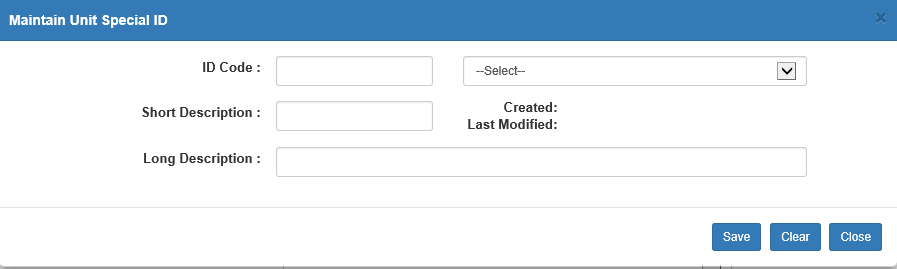 Maintain Unit Special ID
×
ID Code :
--Select--
Short Description :
Created:
Last Modified:
Long Description :
Save Clear Close